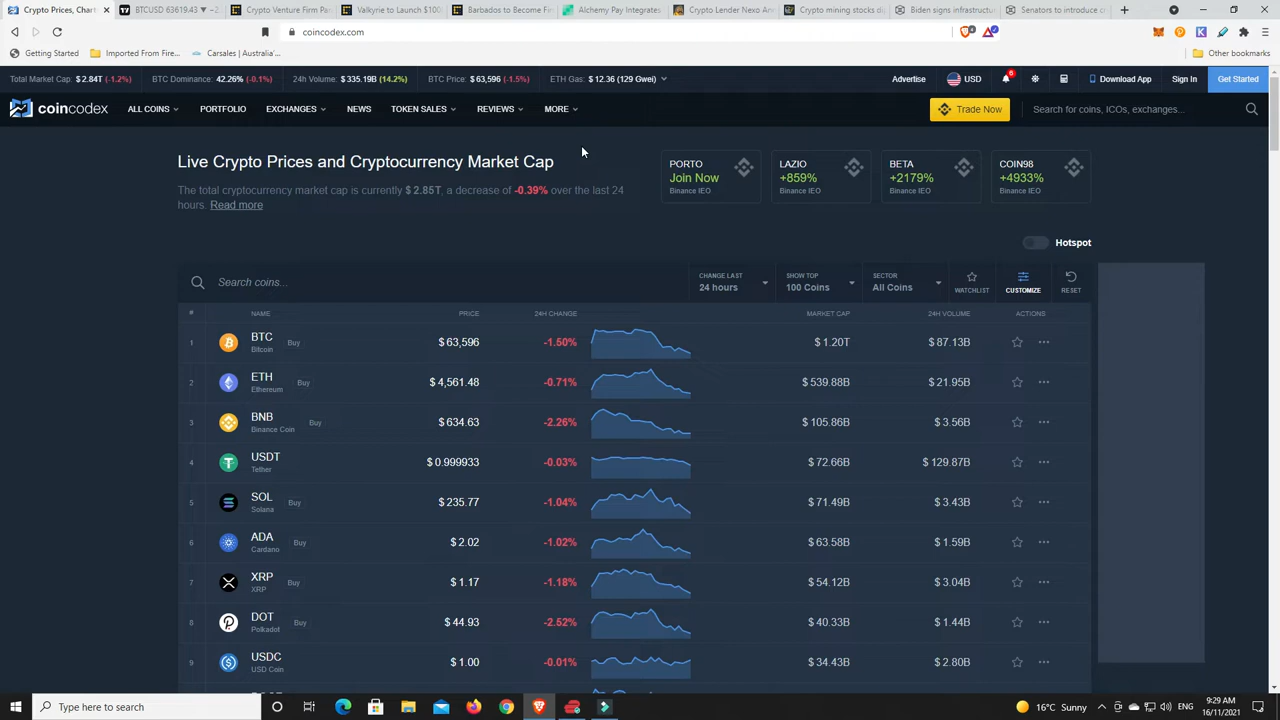 Crypto Prices, Char
BTCUSD 63619.43 ▼ −2.
Crypto Venture Firm Pa
Valkyrie to Launch $100
Barbados to Become Fir
Alchemy Pay Integrates
Crypto Lender Nexo An
Crypto mining stocks di
Biden signs infrastructu
Senators to introduce c
coincodex.com
Getting Started
Imported From Fire...
Carsales | Australia'...
Other bookmarks
Total Market Cap: $ 2.84T (-1.2%)
BTC Dominance: 42.26% (-0.1%)
24h Volume: $ 335.19B (14.2%)
BTC Price: $ 63,596 (-1.5%)
ETH Gas: $ 12.36 (129 Gwei)
Advertise
USD
6
Download App
Sign In
Get Started
coincodex
ALL COINS
PORTFOLIO
EXCHANGES
NEWS
TOKEN SALES
REVIEWS
MORE
Trade Now
Search for coins, ICOs, exchanges...
Live Crypto Prices and Cryptocurrency Market Cap
The total cryptocurrency market cap is currently $ 2.85T, a decrease of -0.39% over the last 24
hours. Read more
PORTO
Join Now
Binance IEO
LAZIO
+859%
Binance IEO
BETA
+2179%
Binance IEO
COIN98
+4933%
Binance IEO
Hotspot
Search coins...
CHANGE LAST
24 hours
SHOW TOP
100 Coins
SECTOR
All Coins
WATCHLIST
CUSTOMIZE
RESET
# NAME PRICE 24H CHANGE MARKET CAP 24H VOLUME ACTIONS
1 BTC Buy $ 63,596 -1.50% $ 1.20T $ 87.13B
Bitcoin
2 ETH Buy $ 4,561.48 -0.71% $ 539.88B $ 21.95B
Ethereum
3 BNB Buy $ 634.63 -2.26% $ 105.86B $ 3.56B
Binance Coin
4 USDT $ 0.999933 -0.03% $ 72.66B $ 129.87B
Tether
5 SOL Buy $ 235.77 -1.04% $ 71.49B $ 3.43B
Solana
6 ADA Buy $ 2.02 -1.02% $ 63.58B $ 1.59B
Cardano
7 XRP Buy $ 1.17 -1.18% $ 54.12B $ 3.04B
XRP
8 DOT Buy $ 44.93 -2.52% $ 40.33B $ 1.44B
Polkadot
9 USDC $ 1.00 -0.01% $ 34.43B $ 2.80B
USD Coin
Type here to search
16°C Sunny
ENG
9:29 AM
16/11/2021